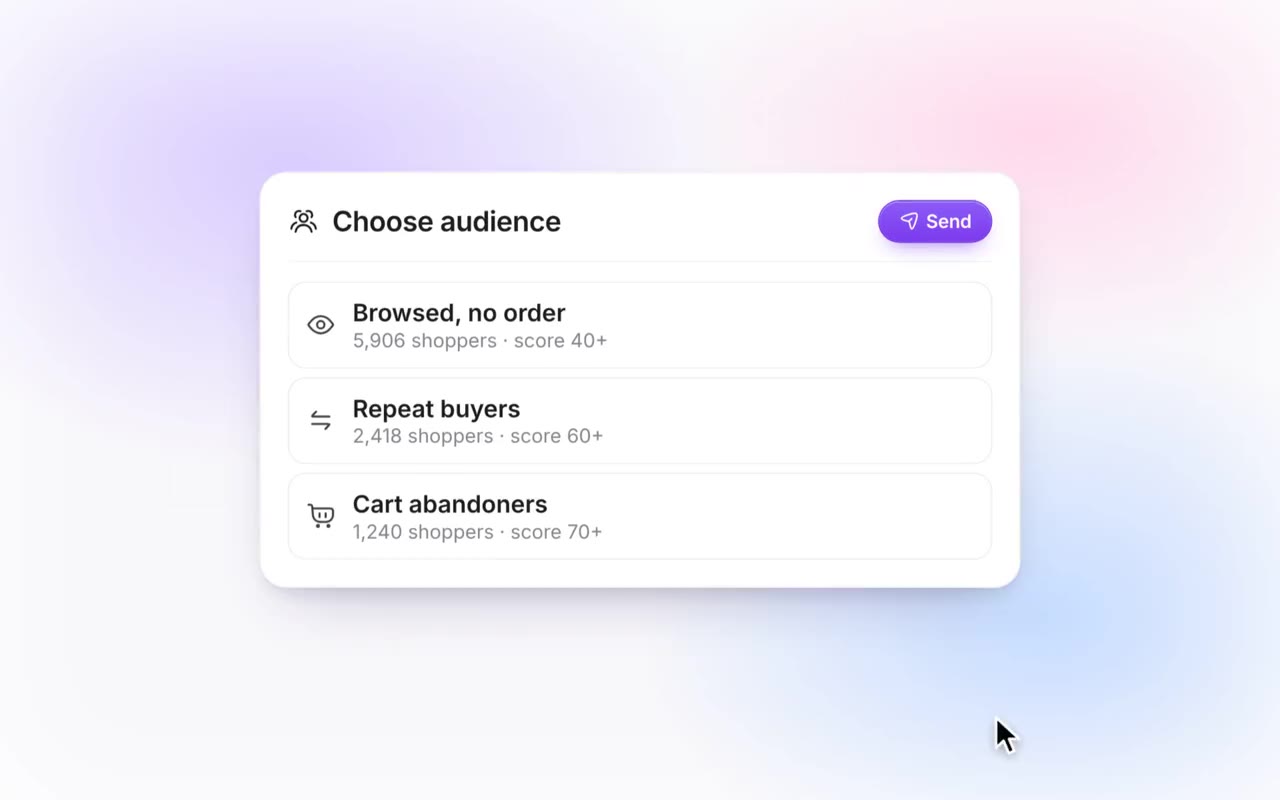 Choose audience
Send
Browsed, no order
5,906 shoppers · score 40+
Repeat buyers
2,418 shoppers · score 60+
Cart abandoners
1,240 shoppers · score 70+